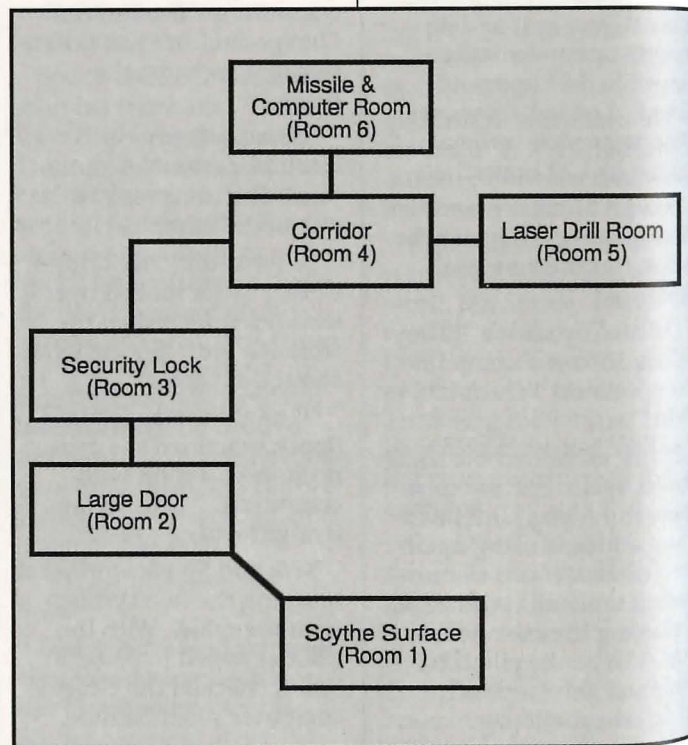 Missile &
Computer Room
(Room 6)
Corridor
(Room 4)
Laser Drill Room
(Room 5)
Security Lock
(Room 3)
Large Door
(Room 2)
Scythe Surface
(Room 1)